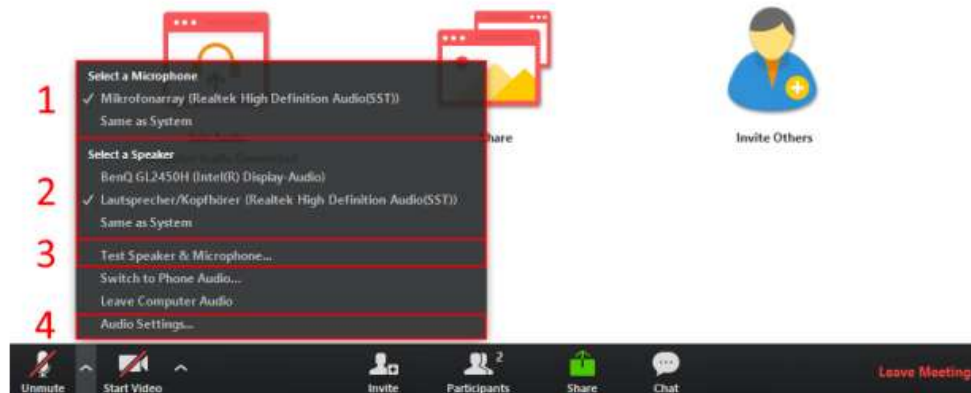 1
Select a Microphone
✓ Mikrofonarray (Realtek High Definition Audio(SST))
Same as System
2
Select a Speaker
BenQ GL2450H (Intel(R) Display-Audio)
✓ Lautsprecher/Kopfhörer (Realtek High Definition Audio(SST))
Same as System
3
Test Speaker & Microphone...
Switch to Phone Audio...
Leave Computer Audio
4
Audio Settings...
hare
Invite Others
Unmute
Start Video
Invite
Participants
2
Share
Chat
Leave Meeting